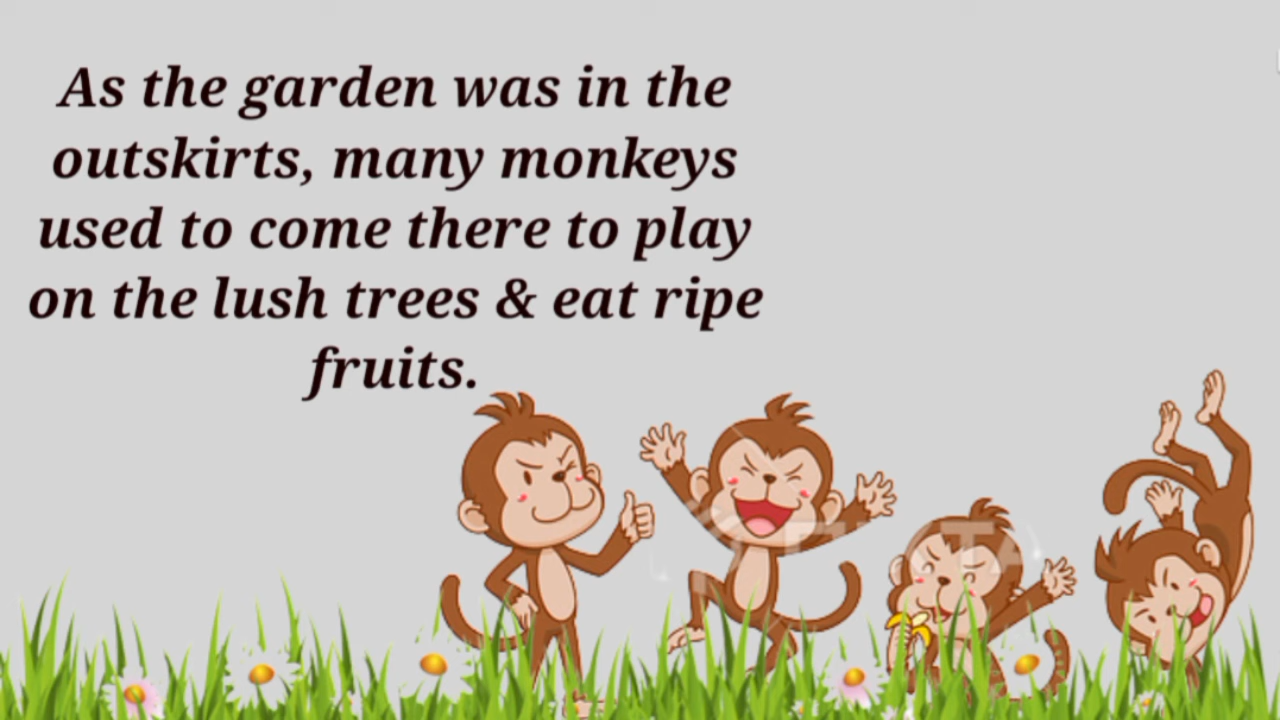 As the garden was in the
outskirts, many monkeys
used to come there to play
on the lush trees & eat ripe
fruits.